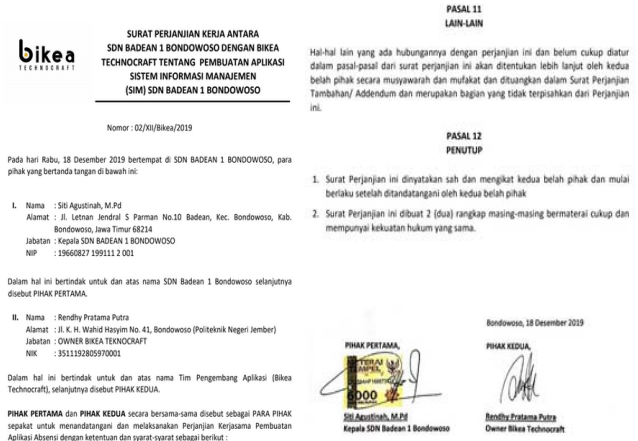 bikea
TECHNOCRAFT
SURAT PERJANJIAN KERJA ANTARA
SDN BADEAN 1 BONDOWOSO DENGAN BIKEA
TECHNOCRAFT TENTANG PEMBUATAN APLIKASI
SISTEM INFORMASI MANAJEMEN
(SIM) SDN BADEAN 1 BONDOWOSO
Nomor : 02/XII/Bikea/2019
Pada hari Rabu, 18 Desember 2019 bertempat di SDN BADEAN 1 BONDOWOSO, para
pihak yang bertanda tangan di bawah ini:
I. Nama : Siti Agustinah, M.Pd
Alamat : Jl. Letnan Jendral S Parman No.10 Badean, Kec. Bondowoso, Kab.
Bondowoso, Jawa Timur 68214
Jabatan : Kepala SDN BADEAN 1 BONDOWOSO
NIP : 19660827 199111 2 001
Dalam hal ini bertindak untuk dan atas nama SDN Badean 1 Bondowoso selanjutnya
disebut PIHAK PERTAMA.
II. Nama : Rendhy Pratama Putra
Alamat : Jl. K. H. Wahid Hasyim No. 41, Bondowoso (Politeknik Negeri Jember)
Jabatan : OWNER BIKEA TEKNOCRAFT
NIK : 3511192805970001
Dalam hal ini bertindak untuk dan atas nama Tim Pengembang Aplikasi (Bikea
Technocraft), selanjutnya disebut PIHAK KEDUA.
PIHAK PERTAMA dan PIHAK KEDUA secara bersama-sama disebut sebagai PARA PIHAK
sepakat untuk menandatangani dan melaksanakan Perjanjian Kerjasama Pembuatan
Aplikasi Absensi dengan ketentuan dan syarat-syarat sebagai berikut :
PASAL 11
LAIN-LAIN
Hal-hal lain yang ada hubungannya dengan perjanjian ini dan belum cukup diatur
dalam pasal-pasal dari surat perjanjian ini akan ditentukan lebih lanjut oleh kedua
belah pihak secara musyawarah dan mufakat dan dituangkan dalam Surat Perjanjian
Tambahan/ Addendum dan merupakan bagian yang tidak terpisahkan dari Perjanjian
ini.
PASAL 12
PENUTUP
1. Surat Perjanjian ini dinyatakan sah dan mengikat kedua belah pihak dan mulai
berlaku setelah ditandatangani oleh kedua belah pihak
2. Surat Perjanjian ini dibuat 2 (dua) rangkap masing-masing bermaterai cukup dan
mempunyai kekuatan hukum yang sama.
Bondowoso, 18 Desember 2019
PIHAK PERTAMA,
PIHAK KEDUA,
6000
Siti Agustinah, M.Pd
Kepala SDN Badean 1 Bondowoso
Rendhy Pratama Putra
Owner Bikea Technocraft